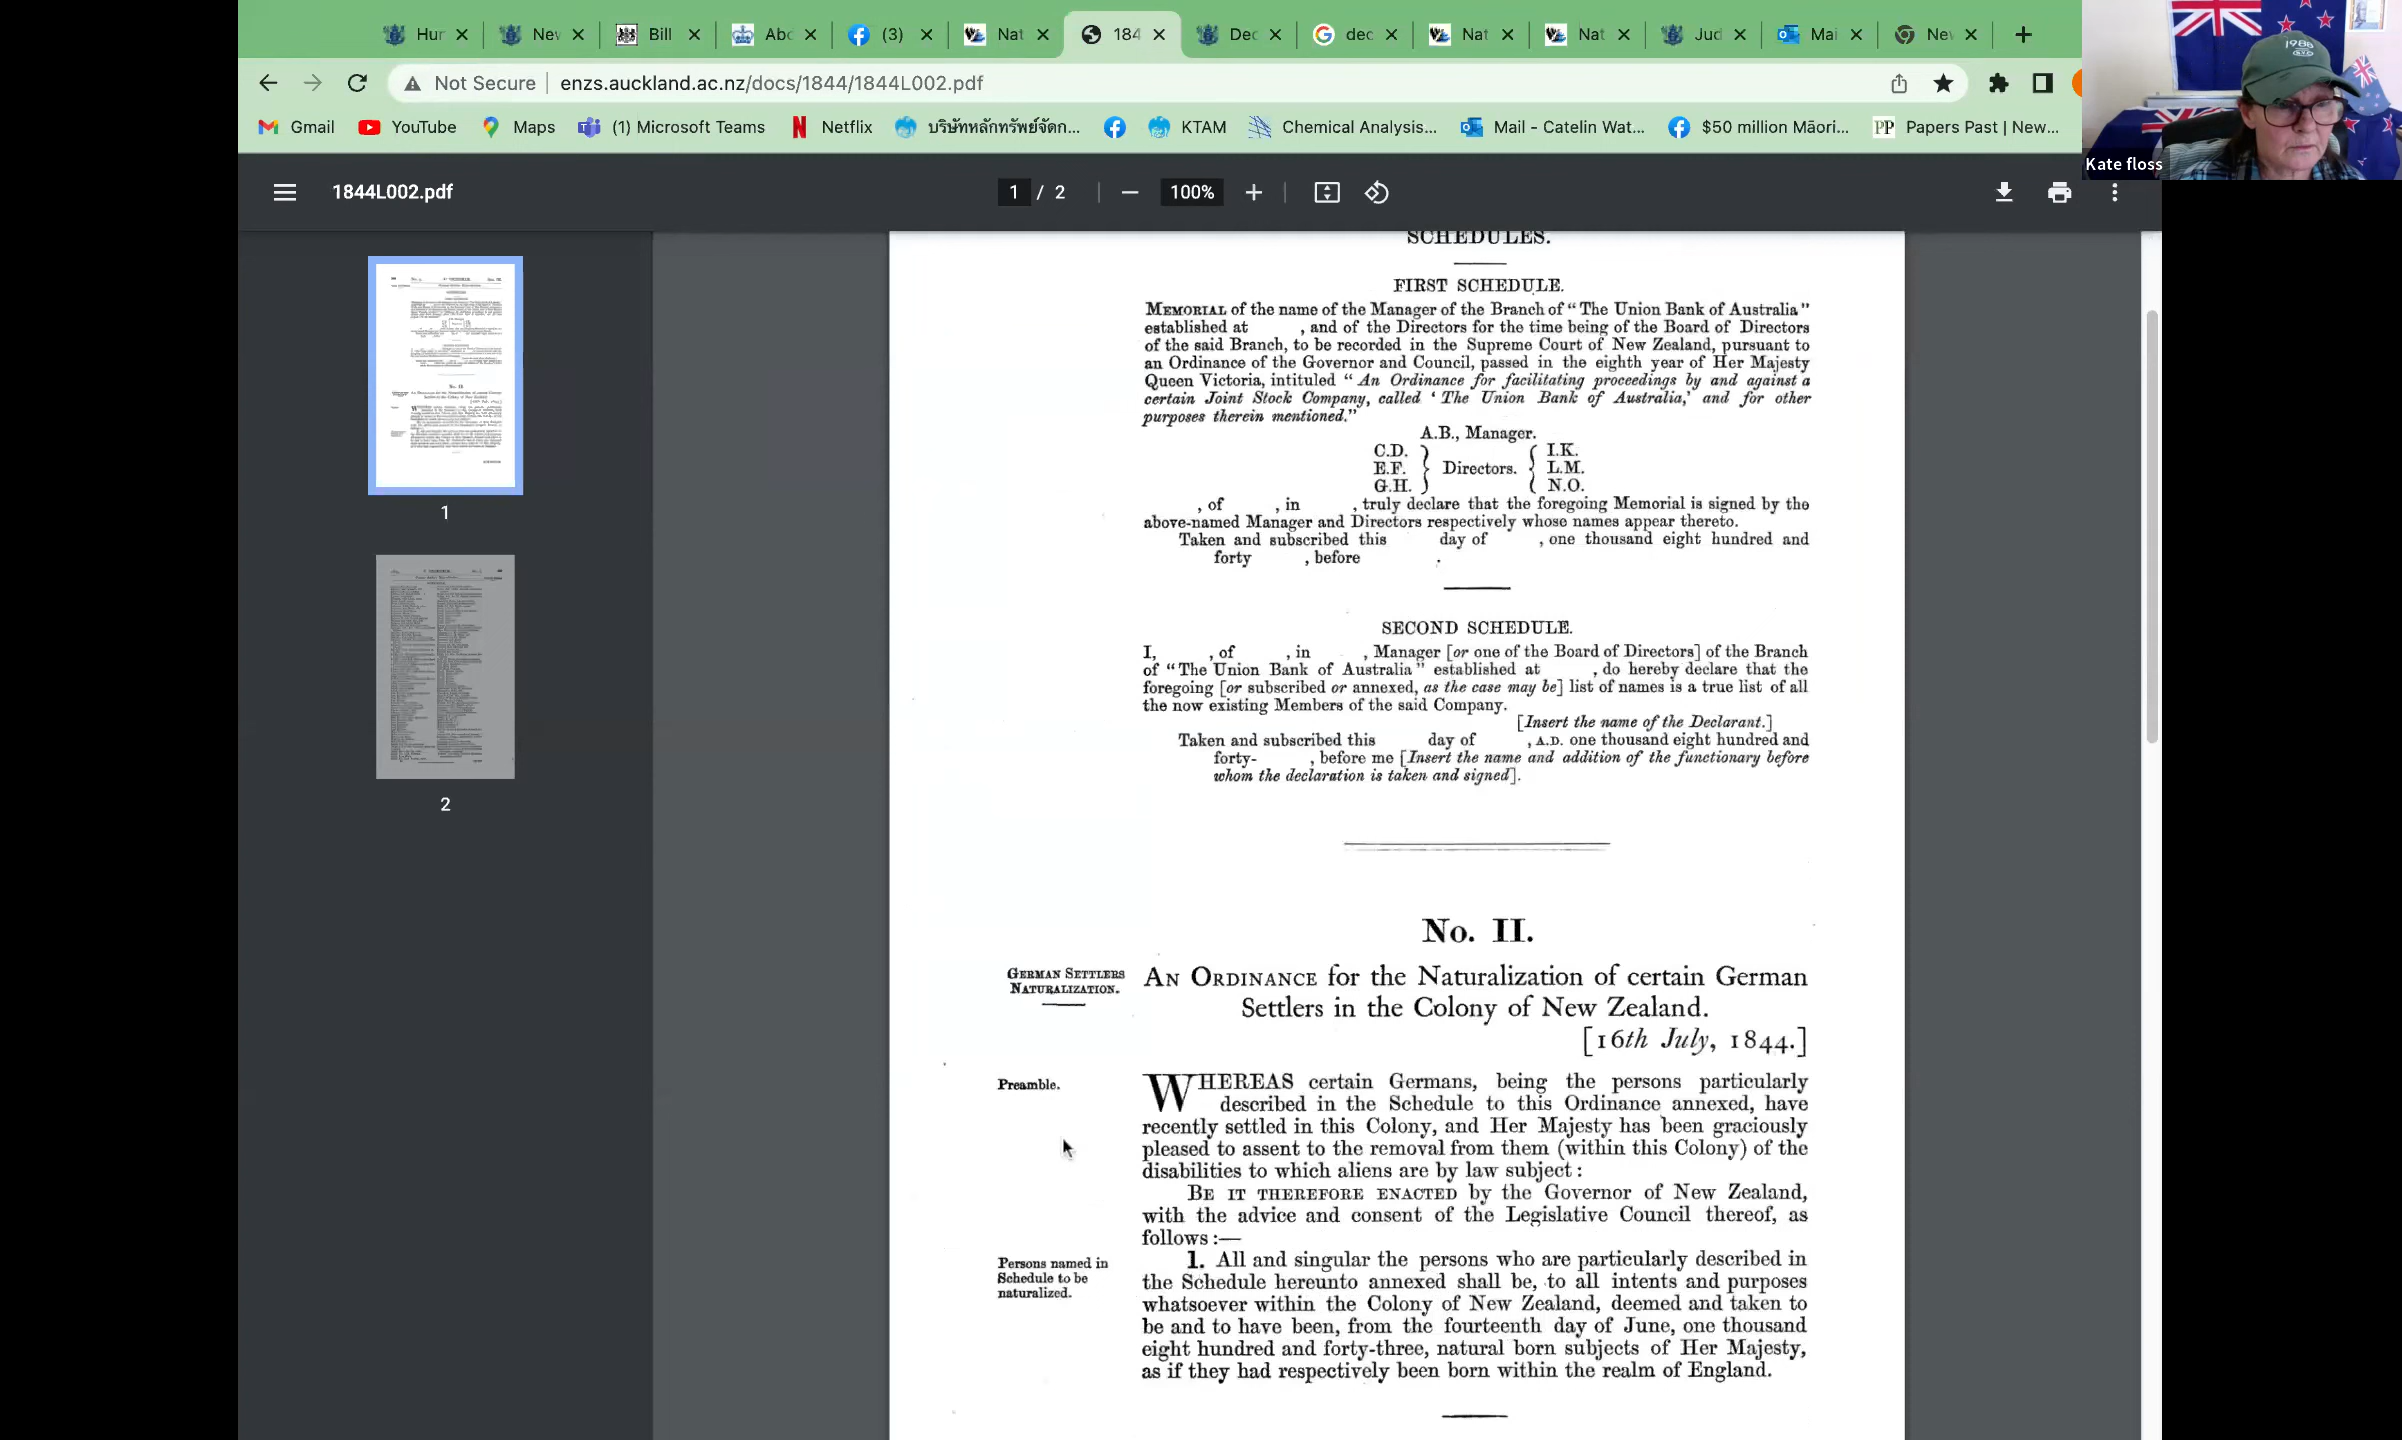 Hur
Nev
Bill
Abc
(3)
Nat
184
Dec
dec
Nat
Nat
Jud
Mai
Nev
Not Secure
enzs.auckland.ac.nz/docs/1844/1844L002.pdf
Gmail
YouTube
Maps
(1) Microsoft Teams
Netflix
บริษัทหลักทรัพย์จัดก...
KTAM
Chemical Analysis...
Mail - Catelin Wat...
$50 million Māori...
PP
Papers Past | New...
1988
Kate floss
1844L002.pdf
1 / 2
100%
1
2
SCHEDULES.
FIRST SCHEDULE.
MEMORIAL of the name of the Manager of the Branch of “The Union Bank of Australia”
established at , and of the Directors for the time being of the Board of Directors
of the said Branch, to be recorded in the Supreme Court of New Zealand, pursuant to
an Ordinance of the Governor and Council, passed in the eighth year of Her Majesty
Queen Victoria, intituled “An Ordinance for facilitating proceedings by and against a
certain Joint Stock Company, called ‘The Union Bank of Australia,’ and for other
purposes therein mentioned.”
A.B., Manager.
C.D. I.K.
E.F. Directors. L.M.
G.H. N.O.
, of , in , truly declare that the foregoing Memorial is signed by the
above-named Manager and Directors respectively whose names appear thereto.
Taken and subscribed this day of , one thousand eight hundred and
forty , before .
SECOND SCHEDULE.
I, , of , in , Manager [or one of the Board of Directors] of the Branch
of “The Union Bank of Australia” established at , do hereby declare that the
foregoing [or subscribed or annexed, as the case may be] list of names is a true list of all
the now existing Members of the said Company.
[Insert the name of the Declarant.]
Taken and subscribed this day of , A.D. one thousand eight hundred and
forty- , before me [Insert the name and addition of the functionary before
whom the declaration is taken and signed].
No. II.
GERMAN SETTLERS
NATURALIZATION.
AN ORDINANCE for the Naturalization of certain German
Settlers in the Colony of New Zealand.
[16th July, 1844.]
Preamble.
WHEREAS certain Germans, being the persons particularly
described in the Schedule to this Ordinance annexed, have
recently settled in this Colony, and Her Majesty has been graciously
pleased to assent to the removal from them (within this Colony) of the
disabilities to which aliens are by law subject:
BE IT THEREFORE ENACTED by the Governor of New Zealand,
with the advice and consent of the Legislative Council thereof, as
follows:—
Persons named in
Schedule to be
naturalized.
1. All and singular the persons who are particularly described in
the Schedule hereunto annexed shall be, to all intents and purposes
whatsoever within the Colony of New Zealand, deemed and taken to
be and to have been, from the fourteenth day of June, one thousand
eight hundred and forty-three, natural born subjects of Her Majesty,
as if they had respectively been born within the realm of England.